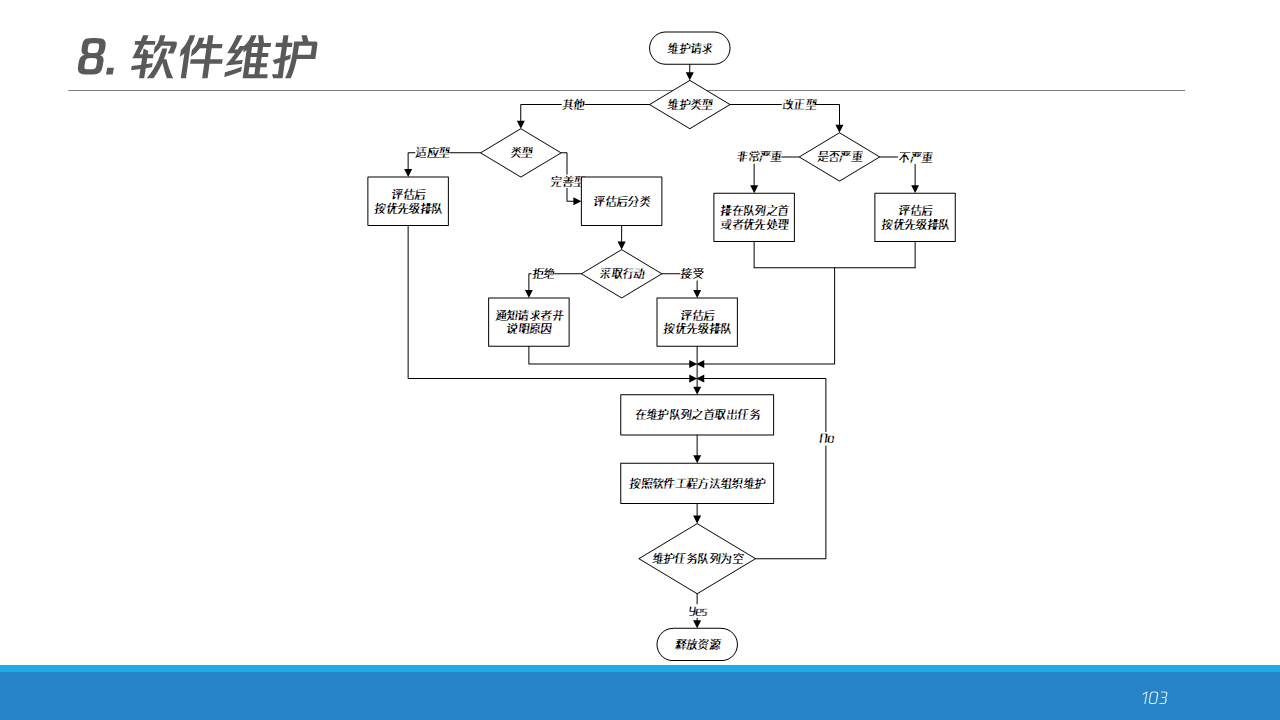 8. 软件维护
维护请求
维护类型
其他
改正型
类型
是否严重
适应型
完善型
非常严重
不严重
评估后
按优先级排队
评估后分类
排在队列之首
或者优先处理
评估后
按优先级排队
采取行动
拒绝
接受
通知请求者并
说明原因
评估后
按优先级排队
在维护队列之首取出任务
No
按照软件工程方法组织维护
维护任务队列为空
Yes
释放资源
103